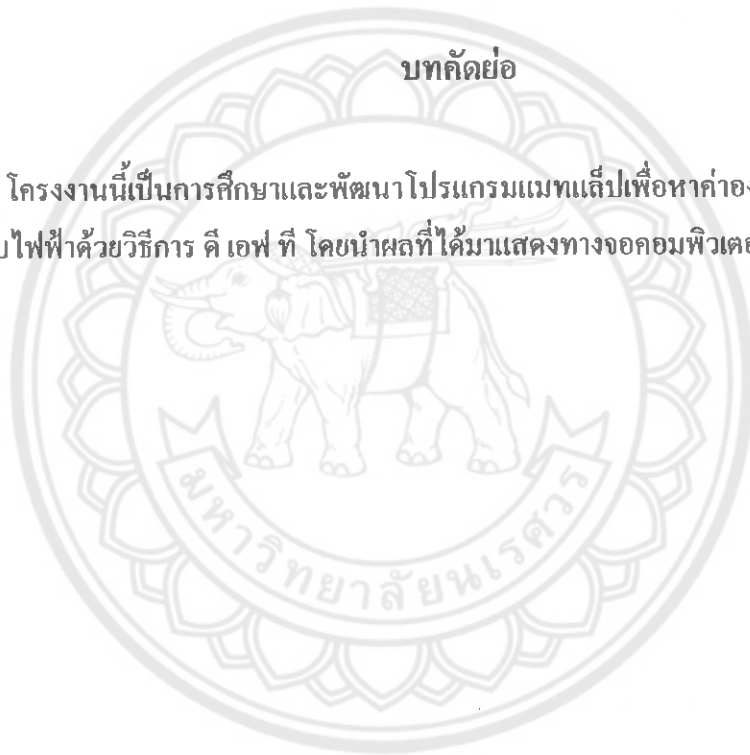 บทคัดย่อ
โครงงานนี้เป็นการศึกษาและพัฒนาโปรแกรมแมทแล็ปเพื่อหาค่าอง
ไฟฟ้าด้วยวิธีการ ดี เอฟ ที โดยนำผลที่ได้มาแสดงทางจอคอมพิวเตอ
มหาวิทยาลัยนเรศวร